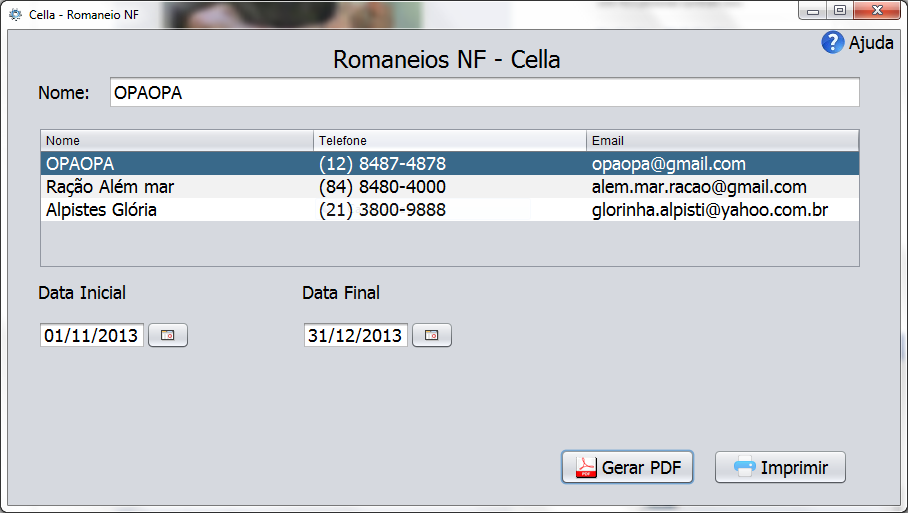 Cella - Romaneio NF
Ajuda
Romaneios NF - Cella
Nome: OPAOPA
Nome Telefone Email
OPAOPA (12) 8487-4878 opaopa@gmail.com
Ração Além mar (84) 8480-4000 alem.mar.racao@gmail.com
Alpistes Glória (21) 3800-9888 glorinha.alpisti@yahoo.com.br
Data Inicial Data Final
01/11/2013 31/12/2013
PDF Gerar PDF Imprimir